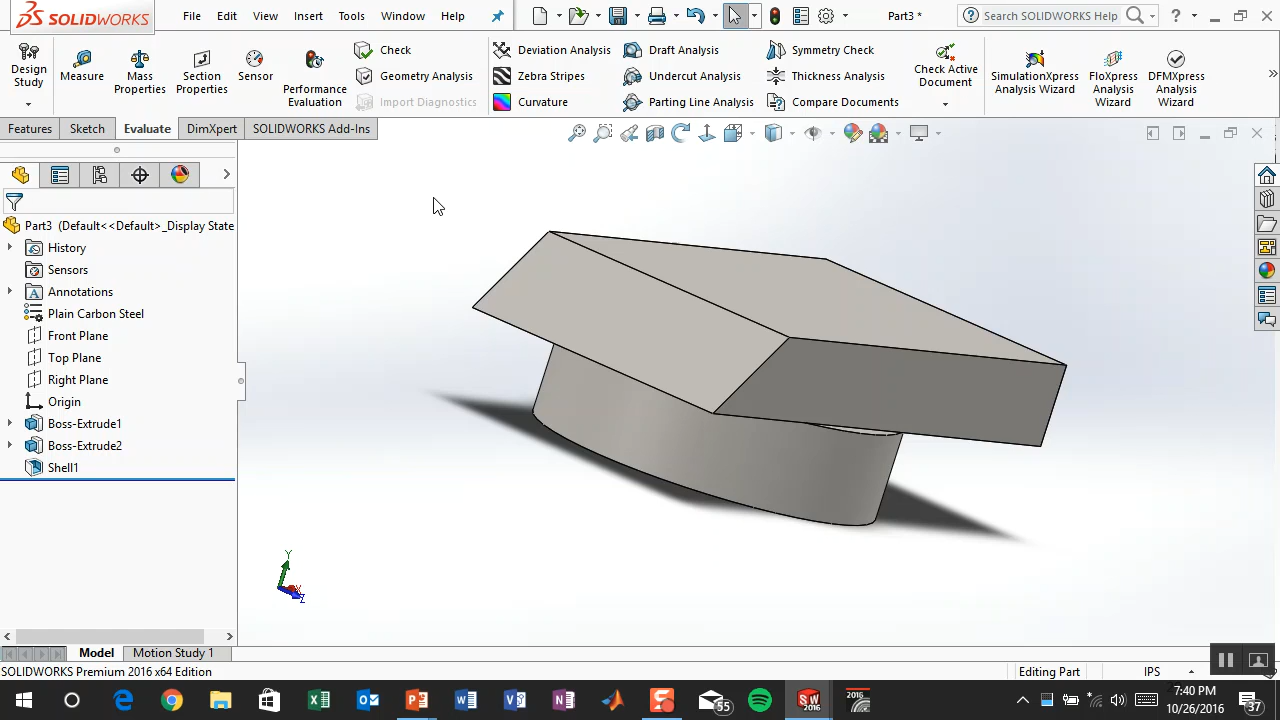 SOLIDWORKS File Edit View Insert Tools Window Help Part3 * Search SOLIDWORKS Help ?
Design Study
Measure
Mass Properties
Section Properties
Sensor
Performance Evaluation
Check
Geometry Analysis
Import Diagnostics
Deviation Analysis
Zebra Stripes
Curvature
Draft Analysis
Undercut Analysis
Parting Line Analysis
Symmetry Check
Thickness Analysis
Compare Documents
Check Active Document
SimulationXpress Analysis Wizard
FloXpress Analysis Wizard
DFMXpress Analysis Wizard
Features Sketch Evaluate DimXpert SOLIDWORKS Add-Ins
Part3 (Default<<Default>_Display State
History
Sensors
Annotations
Plain Carbon Steel
Front Plane
Top Plane
Right Plane
Origin
Boss-Extrude1
Boss-Extrude2
Shell1
Y
Z
Model Motion Study 1
SOLIDWORKS Premium 2016 x64 Edition Editing Part IPS
55
SW 2016
2016
7:40 PM
10/26/2016
37